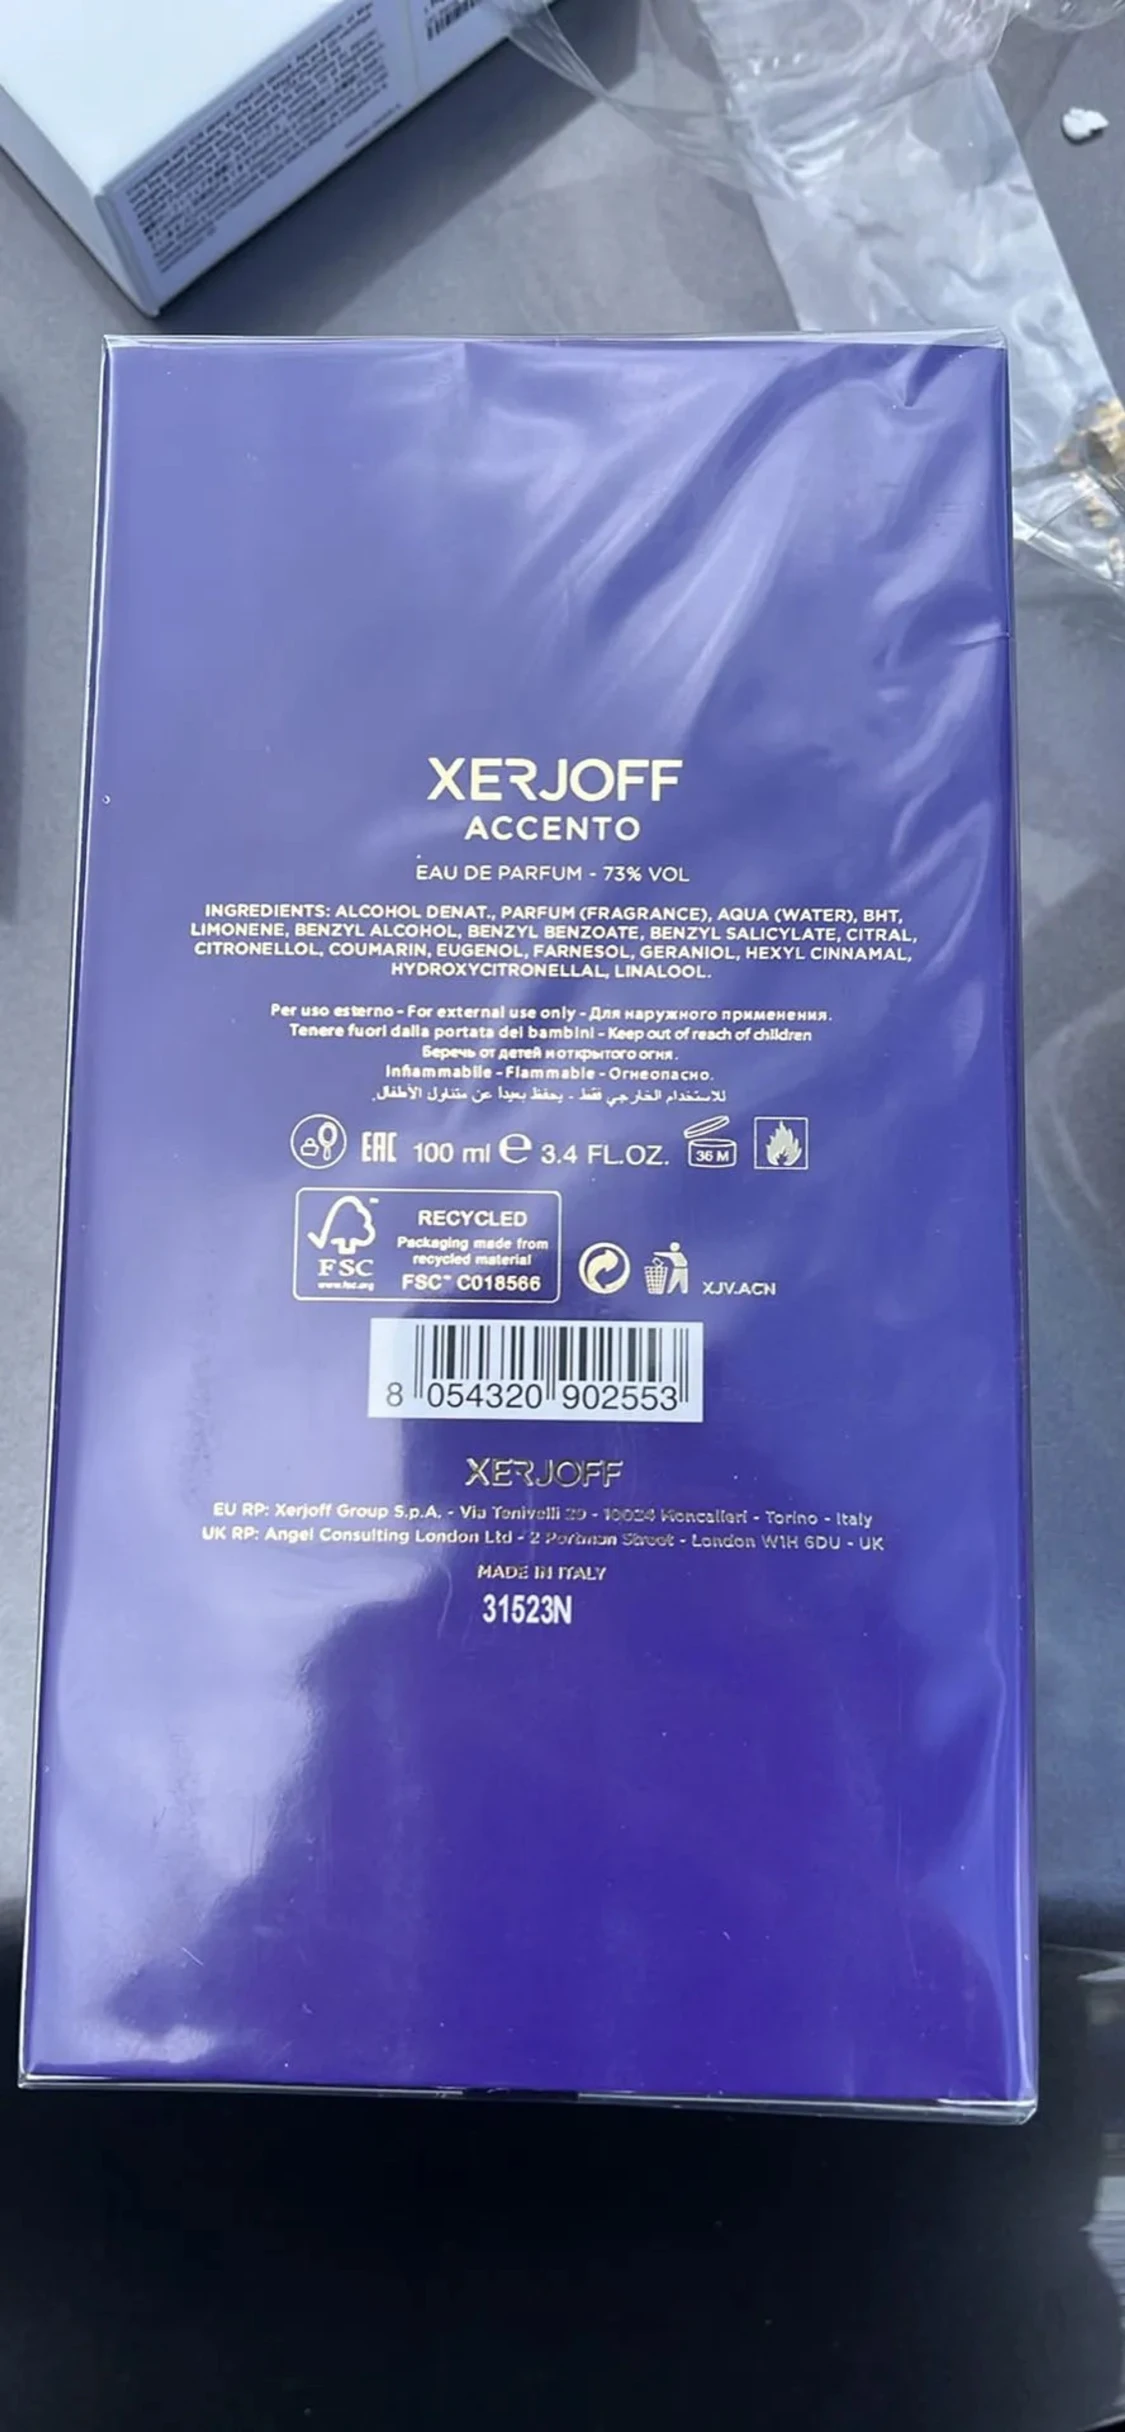 XERJOFF
ACCENTO
EAU DE PARFUM - 73% VOL
INGREDIENTS: ALCOHOL DENAT., PARFUM (FRAGRANCE), AQUA (WATER), BHT,
LIMONENE, BENZYL ALCOHOL, BENZYL BENZOATE, BENZYL SALICYLATE, CITRAL,
CITRONELLOL, COUMARIN, EUGENOL, FARNESOL, GERANIOL, HEXYL CINNAMAL,
HYDROXYCITRONELLAL, LINALOOL.
Per uso esterno - For external use only - Для наружного применения.
Tenere fuori dalla portata dei bambini - Keep out of reach of children
Беречь от детей и открытого огня.
Infiammabile - Flammable - Огнеопасно.
للاستخدام الخارجي فقط - يحفظ بعيداً عن متناول الأطفال.
EAC 100 ml e 3.4 FL.OZ. 36 M
RECYCLED
Packaging made from
recycled material
FSC™ C018566
FSC
www.fsc.org
XJV.ACN
8 054320 902553
XERJOFF
EU RP: Xerjoff Group S.p.A. - Via Tenivelli 29 - 10024 Moncalieri - Torino - Italy
UK RP: Angel Consulting London Ltd - 2 Portman Street - London W1H 6DU - UK
MADE IN ITALY
31523N